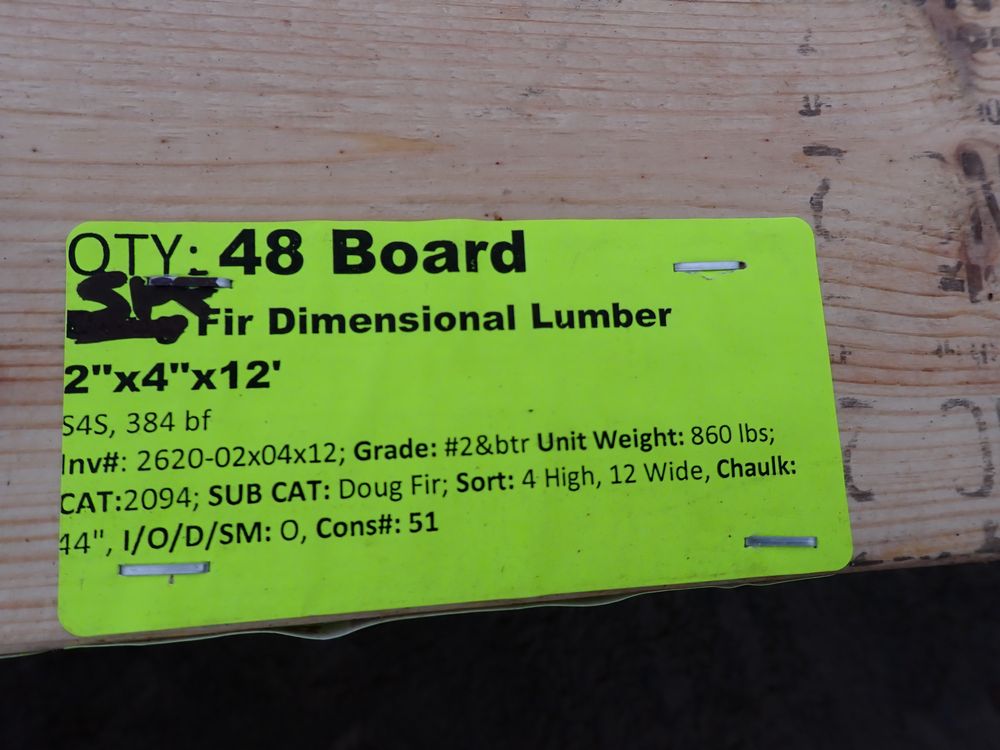 QTY: 48 Board
SPF Fir Dimensional Lumber
2"x4"x12'
S4S, 384 bf
Inv#: 2620-02x04x12; Grade: #2&btr Unit Weight: 860 lbs;
CAT:2094; SUB CAT: Doug Fir; Sort: 4 High, 12 Wide, Chaulk:
44", I/O/D/SM: O, Cons#: 51